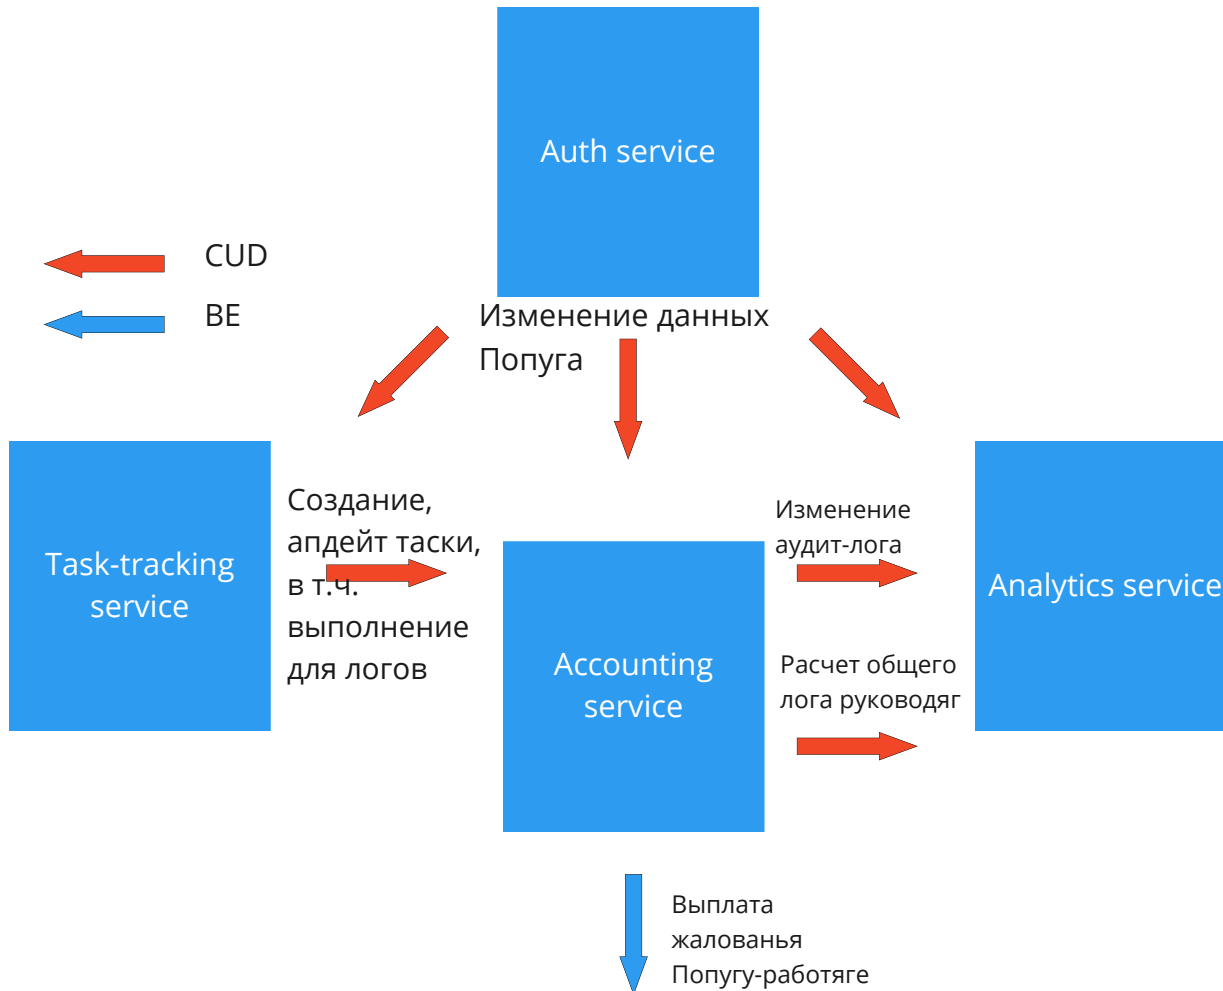 Auth service
CUD
BE
Изменение данных
Попуга
Task-tracking
service
Создание,
апдейт таски,
в т.ч.
выполнение
для логов
Accounting
service
Изменение
аудит-лога
Расчет общего
лога руководяг
Analytics service
Выплата
жалованья
Попугу-работяге